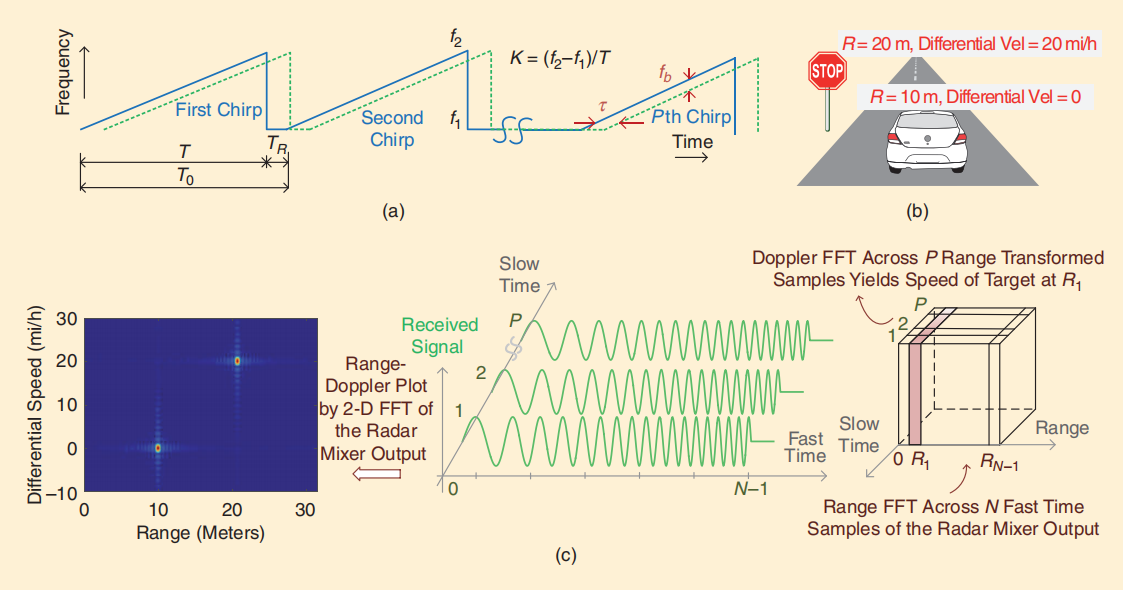 Frequency
First Chirp
T
T_R
T_0
f_2
f_1
K = (f_2–f_1)/T
Second
Chirp
τ
f_b
Pth Chirp
Time
(a)
R = 20 m, Differential Vel = 20 mi/h
STOP
R = 10 m, Differential Vel = 0
(b)
Differential Speed (mi/h)
30
20
10
0
–10
0
10
20
30
Range (Meters)
Range-
Doppler Plot
by 2-D FFT of
the Radar
Mixer Output
Received
Signal
Slow
Time
P
2
1
0
N–1
Fast
Time
Doppler FFT Across P Range Transformed
Samples Yields Speed of Target at R_1
P
2
1
Slow
Time
0
R_1
R_{N–1}
Range
Range FFT Across N Fast Time
Samples of the Radar Mixer Output
(c)